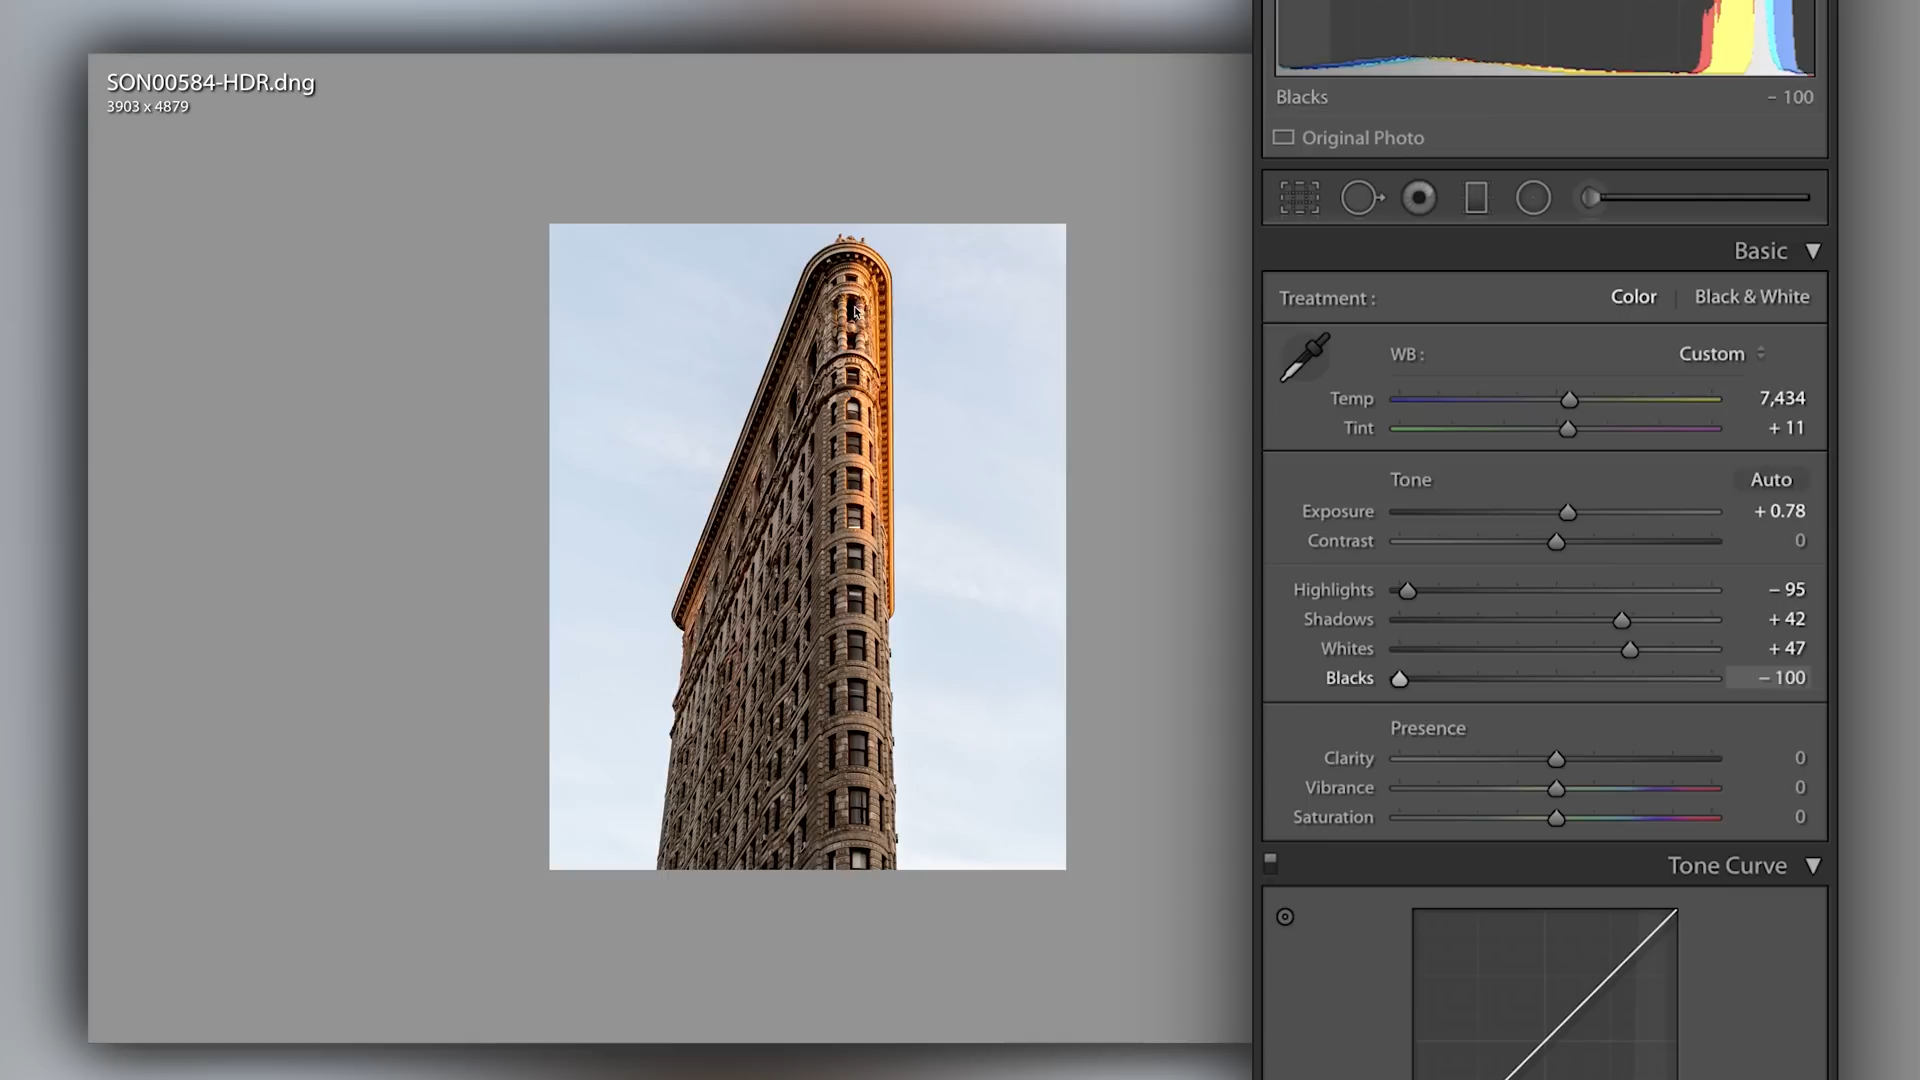 SON00584-HDR.dng
3903 x 4879
Blacks – 100
Original Photo
Basic
Treatment : Color Black & White
WB : Custom
Temp 7,434
Tint + 11
Tone Auto
Exposure + 0.78
Contrast 0
Highlights – 95
Shadows + 42
Whites + 47
Blacks – 100
Presence
Clarity 0
Vibrance 0
Saturation 0
Tone Curve